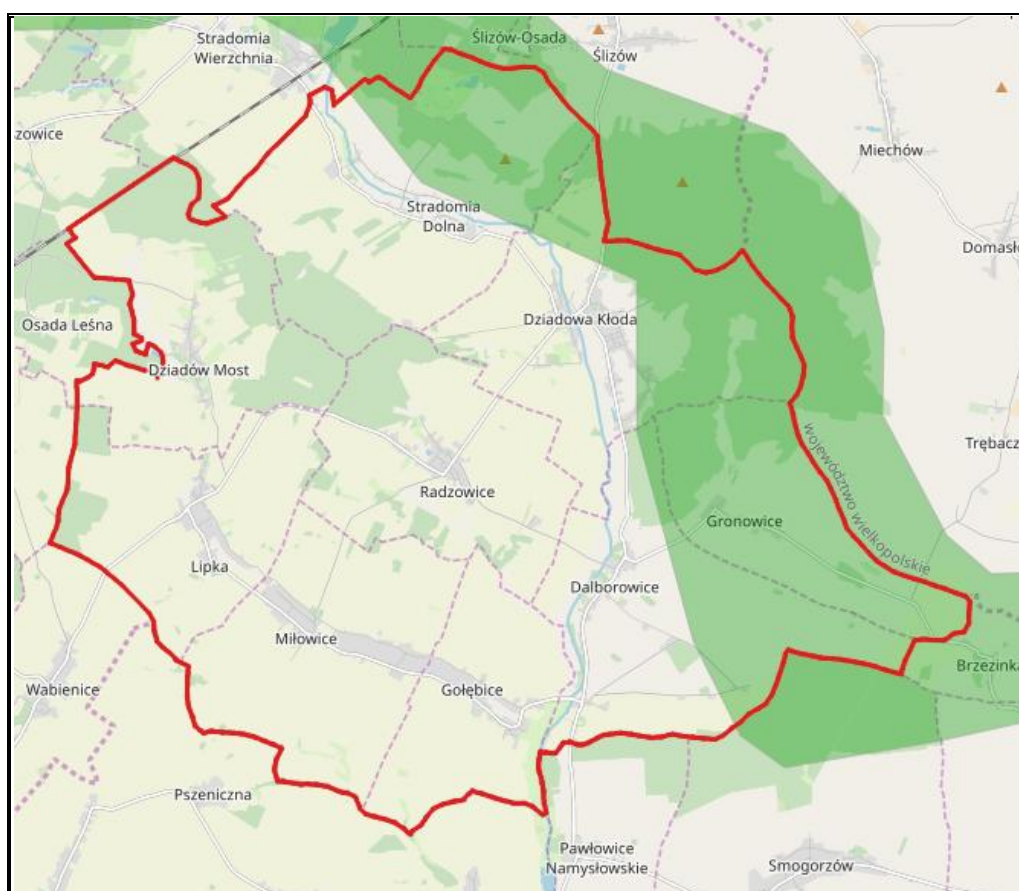 Stradomia
Wierzchnia
Ślizów-Osada
Ślizów
szowice
Miechów
Stradomia
Dolna
Domasł
Osada Leśna
Dziadowa Kłoda
Dziadów Most
Trębacz
województwo wielkopolskie
Radzowice
Gronowice
Lipka
Dalborowice
Miłowice
Wabienice
Gołębice
Brzezinka
Pszeniczna
Pawłowice
Namysłowskie
Smogorzów